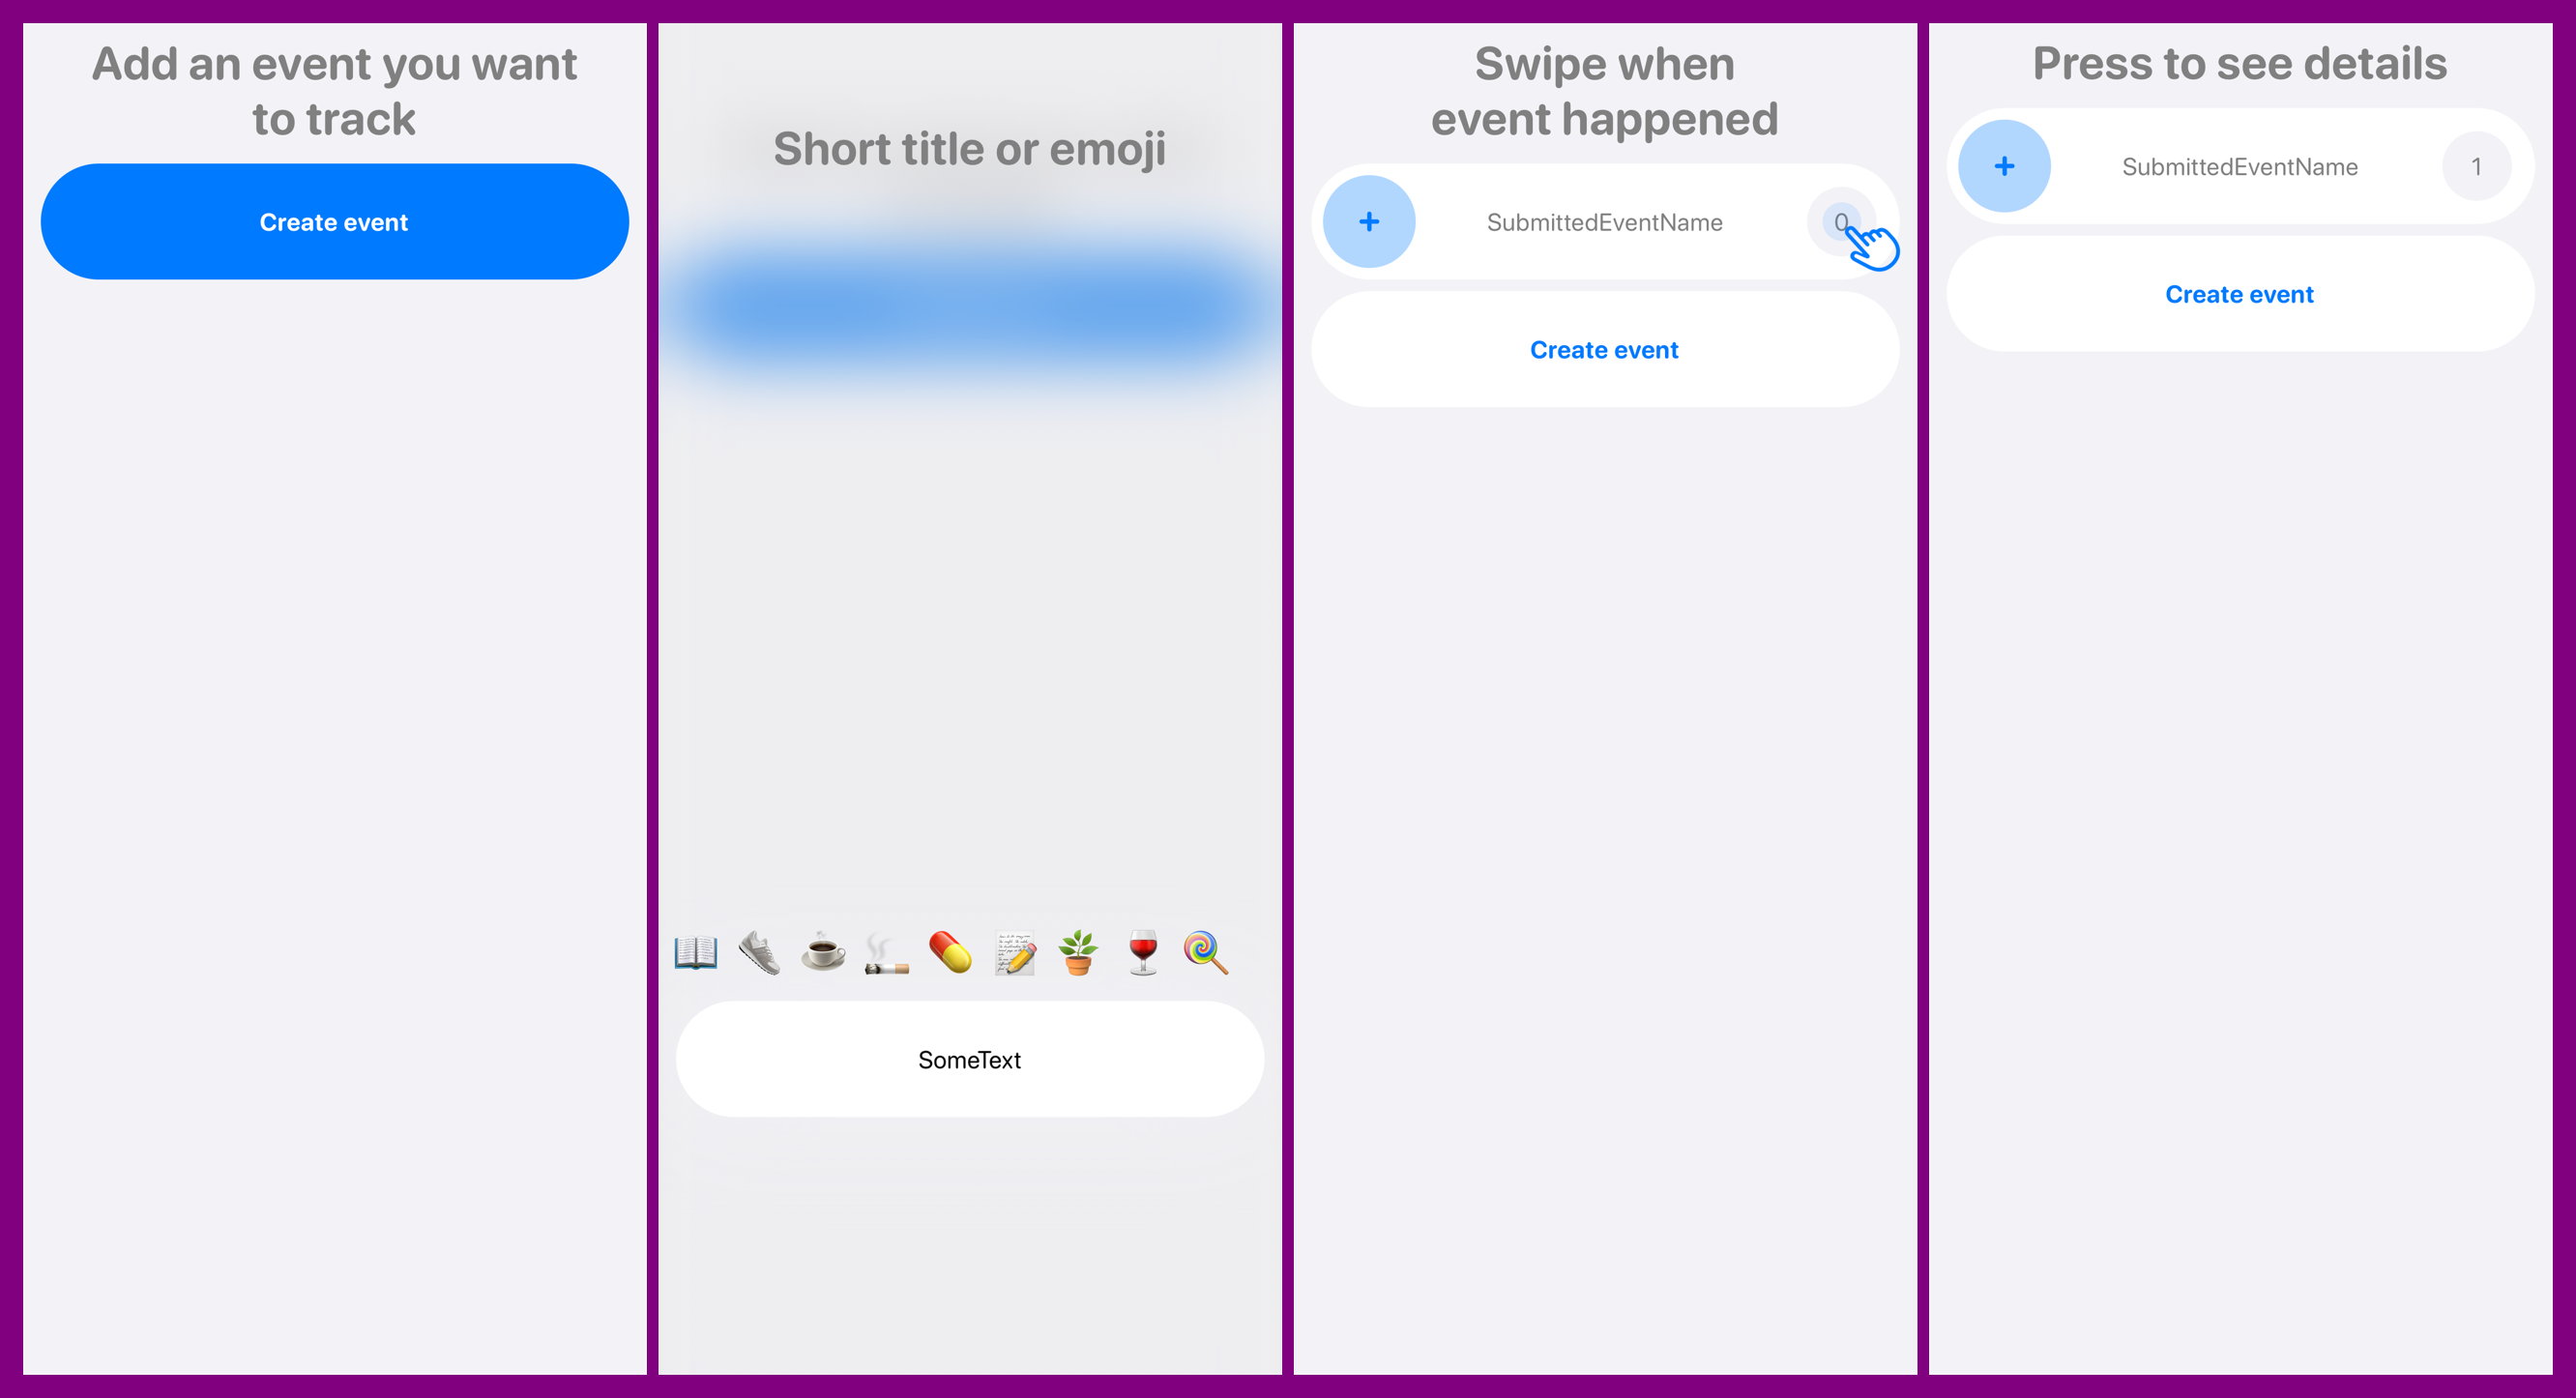 Add an event you want
to track
Create event
Short title or emoji
SomeText
Swipe when
event happened
+ SubmittedEventName 0
Create event
Press to see details
+ SubmittedEventName 1
Create event